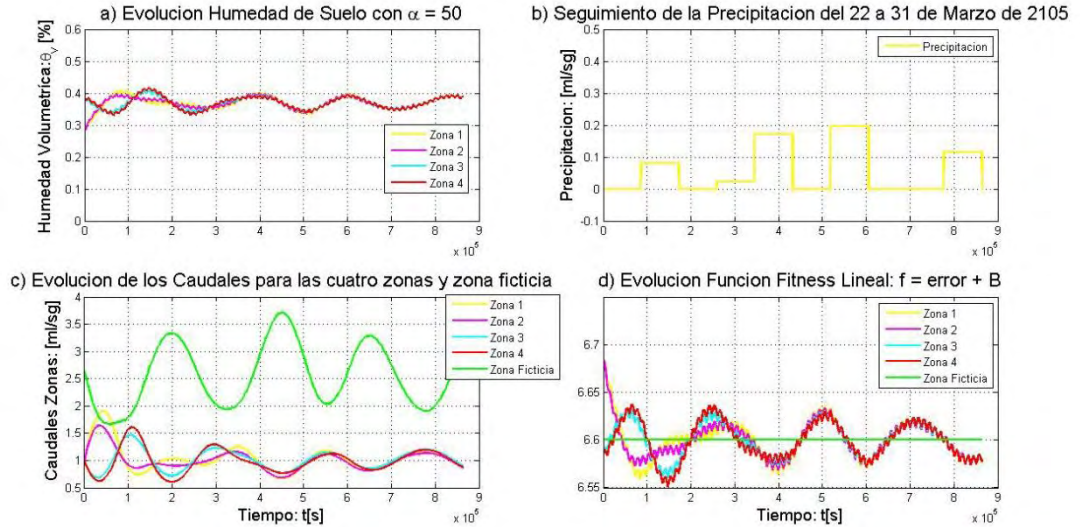 a) Evolucion Humedad de Suelo con α = 50
Humedad Volumetrica:θV [%]
0.6
0.5
0.4
0.3
0.2
0.1
0
0 1 2 3 4 5 6 7 8 9
x 10^5
Zona 1
Zona 2
Zona 3
Zona 4
b) Seguimiento de la Precipitacion del 22 a 31 de Marzo de 2105
Precipitacion: [ml/sg]
0.5
0.4
0.3
0.2
0.1
0
-0.1
0 1 2 3 4 5 6 7 8 9
x 10^5
Precipitacion
c) Evolucion de los Caudales para las cuatro zonas y zona ficticia
Caudales Zonas: [ml/sg]
4
3.5
3
2.5
2
1.5
1
0.5
0 1 2 3 4 5 6 7 8 9
x 10^5
Tiempo: t[s]
Zona 1
Zona 2
Zona 3
Zona 4
Zona Ficticia
d) Evolucion Funcion Fitness Lineal: f = error + B
6.7
6.65
6.6
6.55
0 1 2 3 4 5 6 7 8 9
x 10^5
Tiempo: t[s]
Zona 1
Zona 2
Zona 3
Zona 4
Zona Ficticia